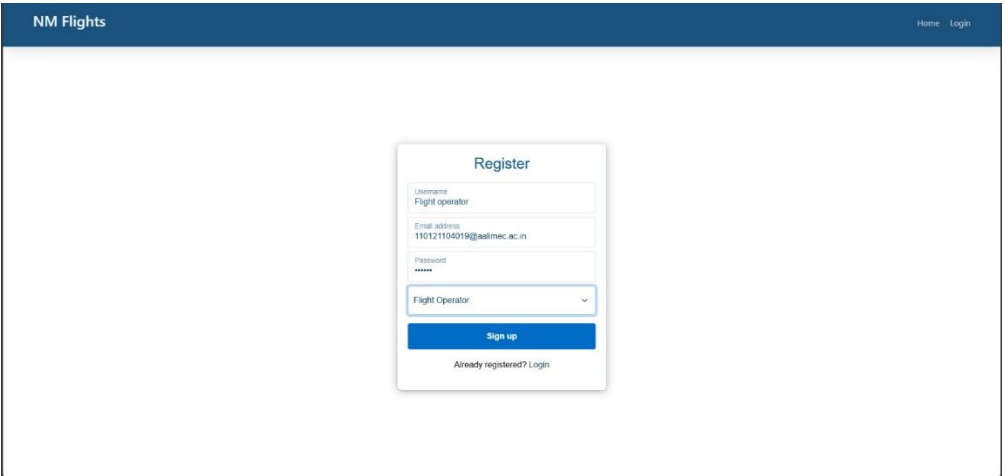 NM Flights
Home Login
Register
Username
Flight operator
Email address
110121104019@aalimec.ac.in
Password
••••••
Flight Operator
Sign up
Already registered? Login